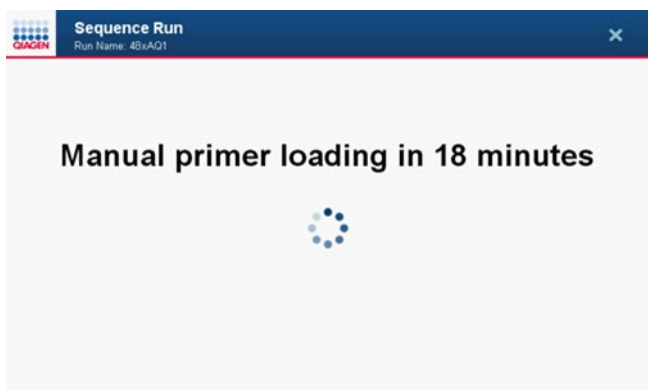 QIAGEN
Sequence Run
Run Name: 48xAQ1
Manual primer loading in 18 minutes